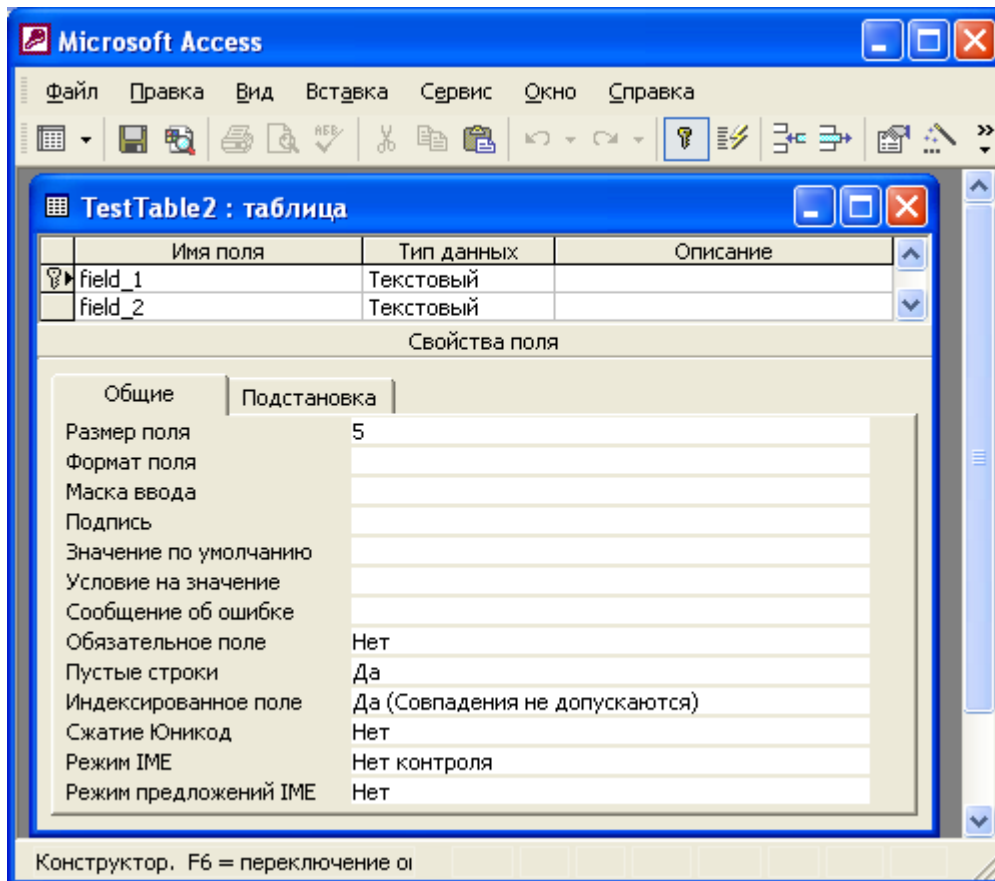 Microsoft Access
Файл Правка Вид Вставка Сервис Окно Справка
TestTable2 : таблица
Имя поля Тип данных Описание
field_1 Текстовый
field_2 Текстовый
Свойства поля
Общие Подстановка
Размер поля 5
Формат поля
Маска ввода
Подпись
Значение по умолчанию
Условие на значение
Сообщение об ошибке
Обязательное поле Нет
Пустые строки Да
Индексированное поле Да (Совпадения не допускаются)
Сжатие Юникод Нет
Режим IME Нет контроля
Режим предложений IME Нет
Конструктор. F6 = переключение